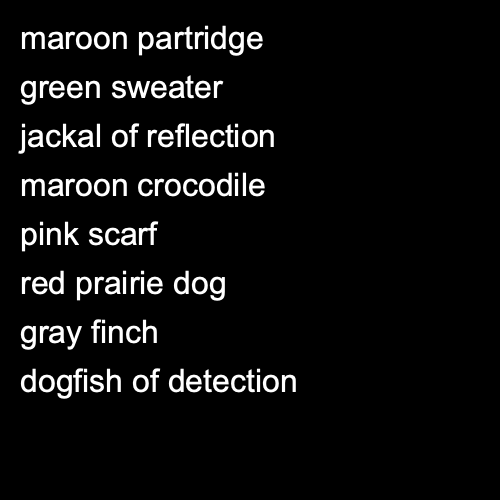 maroon partridge
green sweater
jackal of reflection
maroon crocodile
pink scarf
red prairie dog
gray finch
dogfish of detection